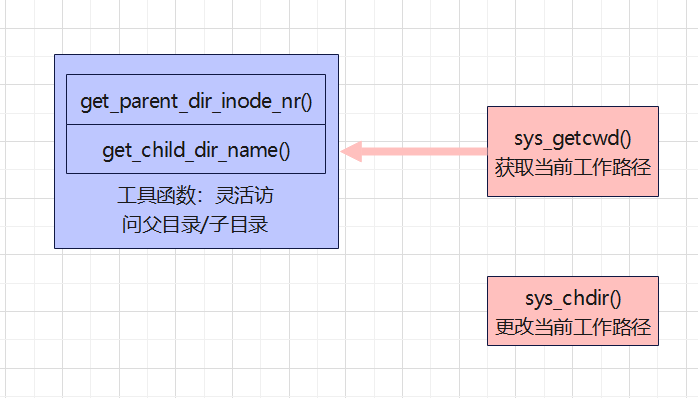 get_parent_dir_inode_nr()
get_child_dir_name()
工具函数：灵活访
问父目录/子目录
sys_getcwd()
获取当前工作路径
sys_chdir()
更改当前工作路径